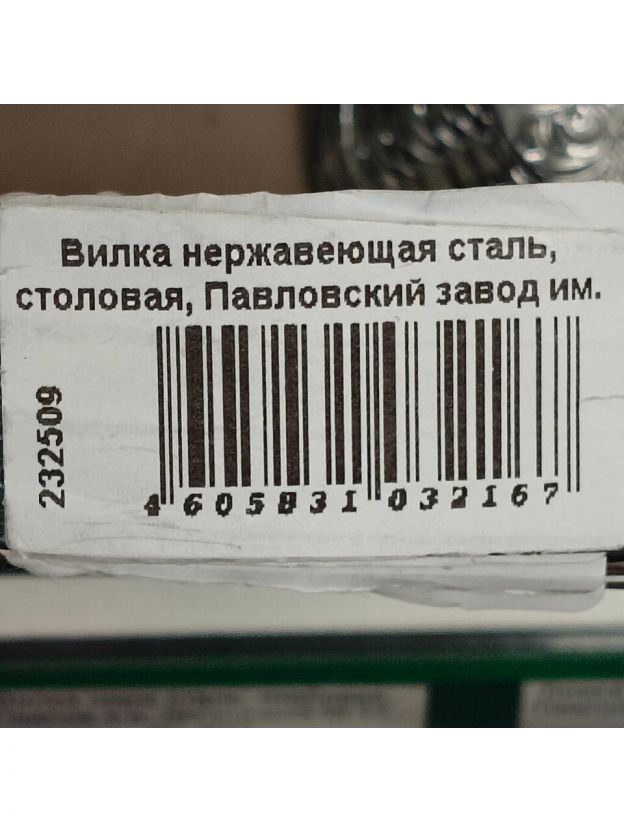 Вилка нержавеющая сталь,
столовая, Павловский завод им.
232509
4 605831 032167